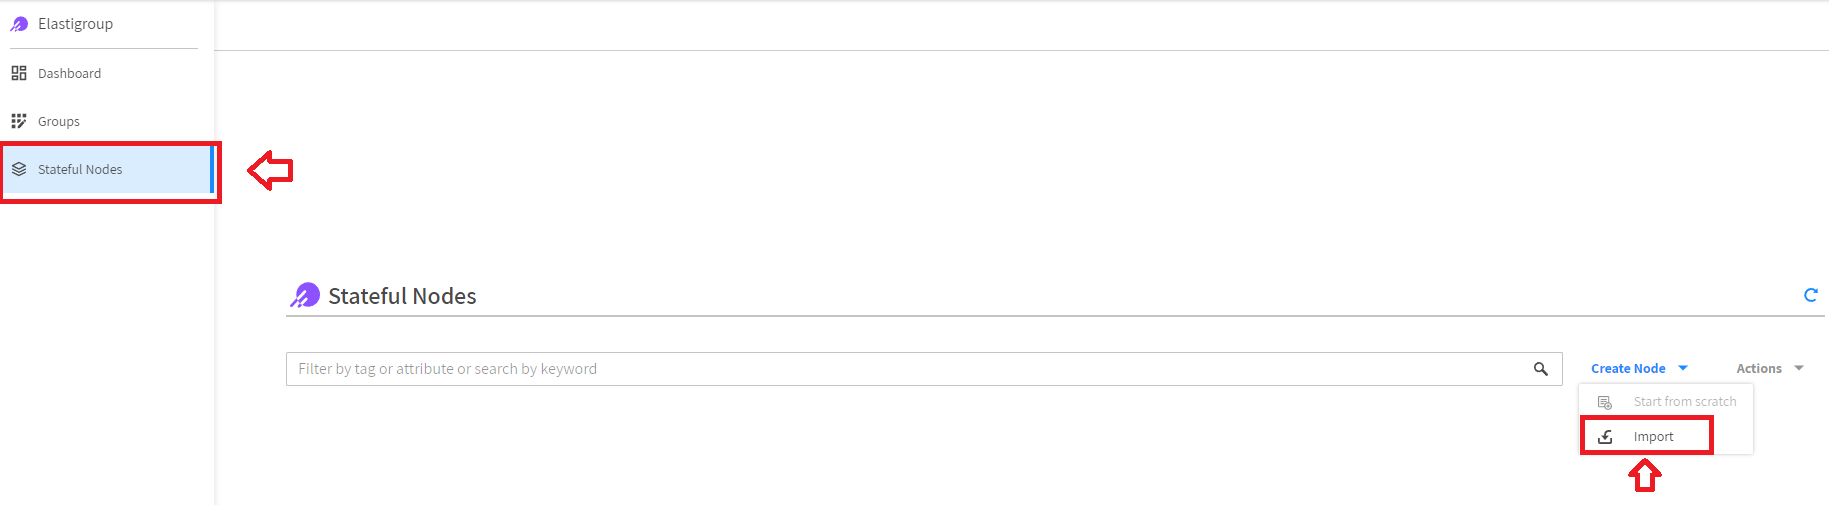 Elastigroup
Dashboard
Groups
Stateful Nodes
Stateful Nodes
Filter by tag or attribute or search by keyword
Create Node
Actions
Start from scratch
Import